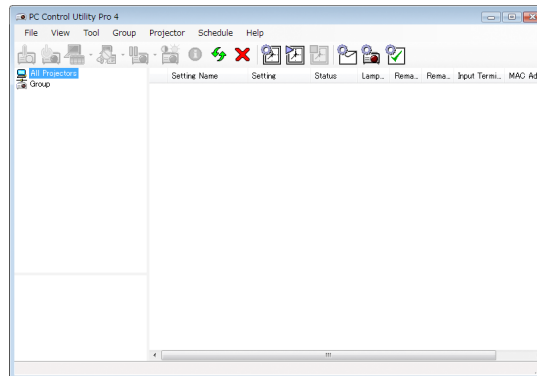 PC Control Utility Pro 4
File View Tool Group Projector Schedule Help
All Projectors
Group
Setting Name Setting Status Lamp... Rema... Rema... Input Termi... MAC Ad